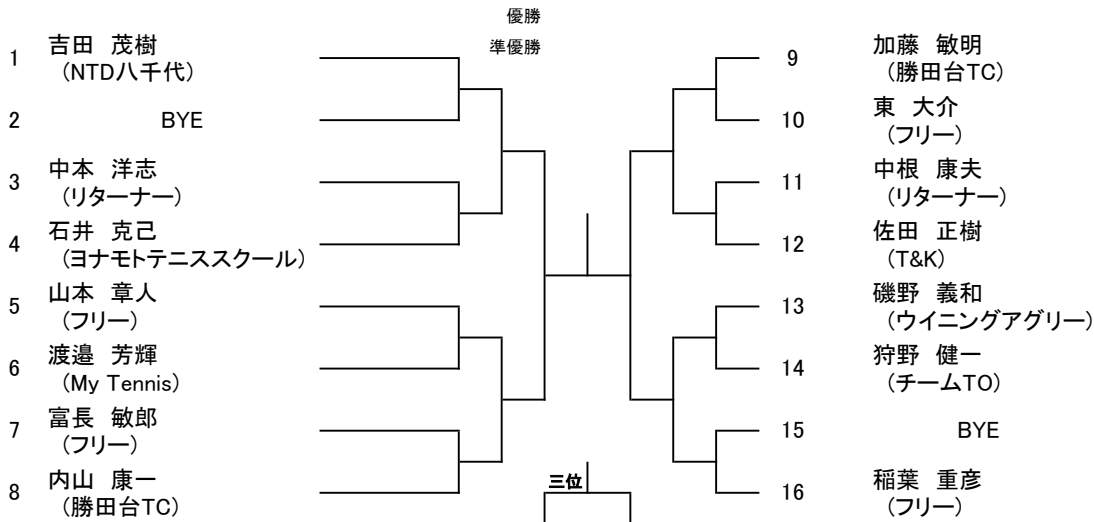 優勝
準優勝
1 吉田 茂樹
(NTD八千代)
2 BYE
3 中本 洋志
(リターナー)
4 石井 克己
(ヨナモトテニススクール)
5 山本 章人
(フリー)
6 渡邉 芳輝
(My Tennis)
7 富長 敏郎
(フリー)
8 内山 康一
(勝田台TC)
三位
9 加藤 敏明
(勝田台TC)
10 東 大介
(フリー)
11 中根 康夫
(リターナー)
12 佐田 正樹
(T&K)
13 磯野 義和
(ウイニングアグリー)
14 狩野 健一
(チームTO)
15 BYE
16 稲葉 重彦
(フリー)